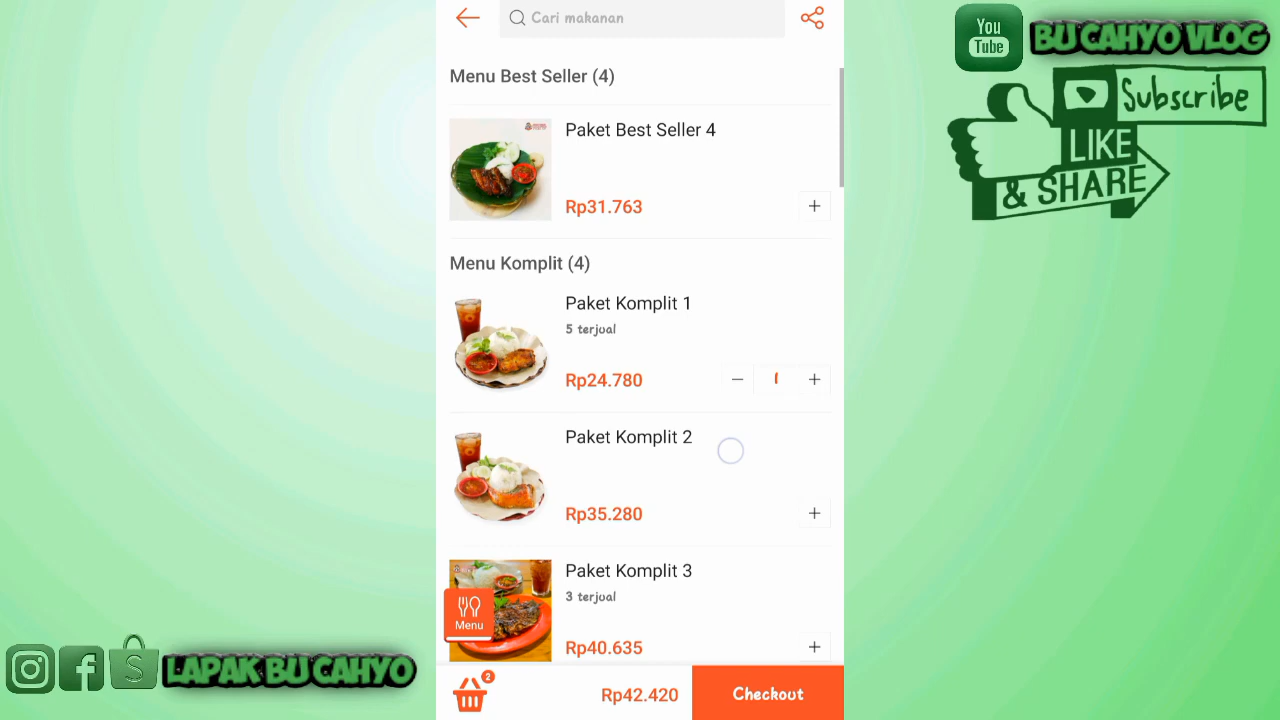 Cari makanan
Menu Best Seller (4)
Paket Best Seller 4
Rp31.763
+
Menu Komplit (4)
Paket Komplit 1
5 terjual
Rp24.780
− 1 +
Paket Komplit 2
Rp35.280
+
Paket Komplit 3
3 terjual
Rp40.635
+
Menu
2
Rp42.420
Checkout
You
Tube
BU CAHYO VLOG
Subscribe
LIKE
& SHARE
LAPAK BU CAHYO